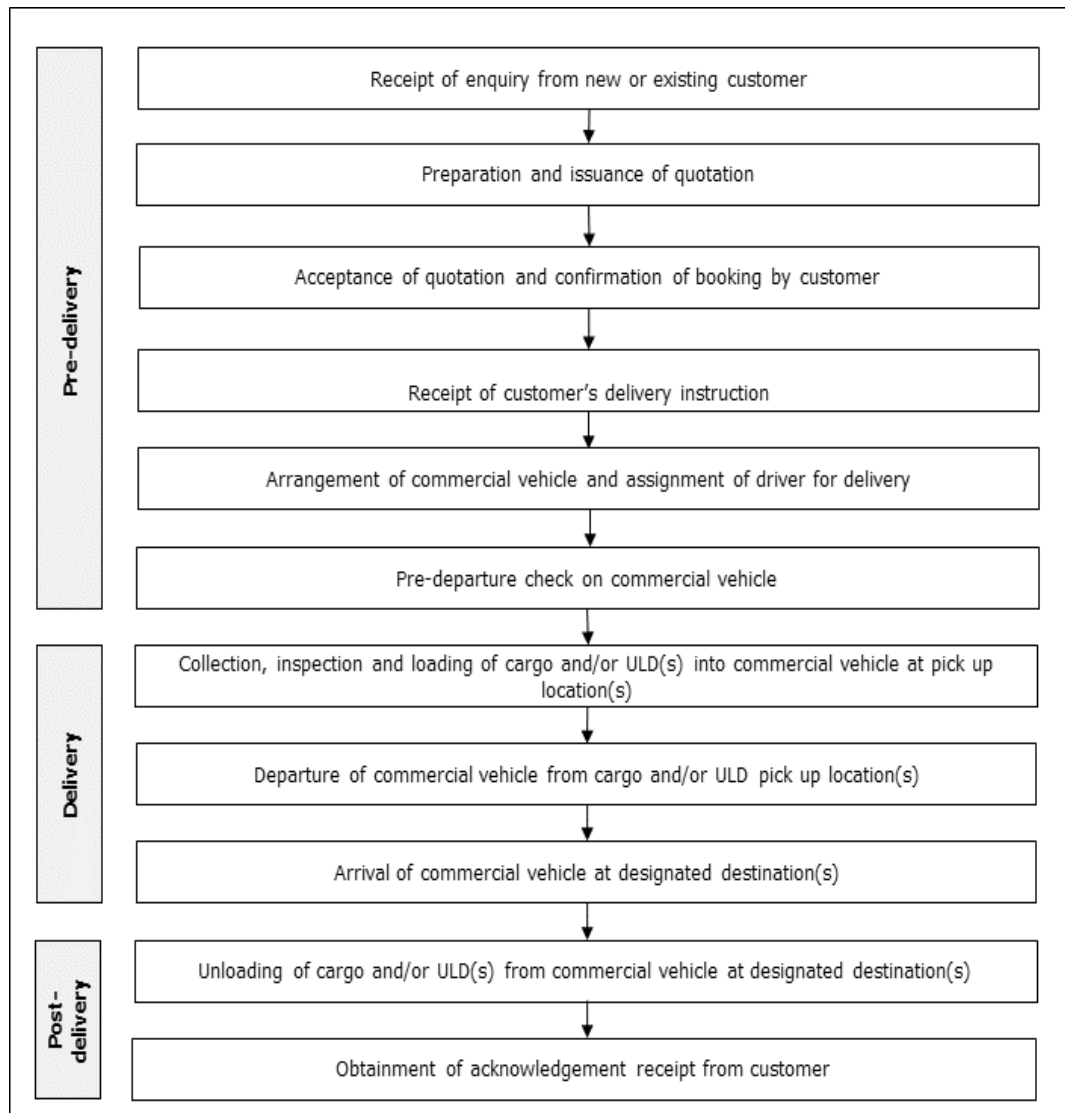 Pre-delivery
Receipt of enquiry from new or existing customer
Preparation and issuance of quotation
Acceptance of quotation and confirmation of booking by customer
Receipt of customer’s delivery instruction
Arrangement of commercial vehicle and assignment of driver for delivery
Pre-departure check on commercial vehicle
Delivery
Collection, inspection and loading of cargo and/or ULD(s) into commercial vehicle at pick up
location(s)
Departure of commercial vehicle from cargo and/or ULD pick up location(s)
Arrival of commercial vehicle at designated destination(s)
Post-
delivery
Unloading of cargo and/or ULD(s) from commercial vehicle at designated destination(s)
Obtainment of acknowledgement receipt from customer